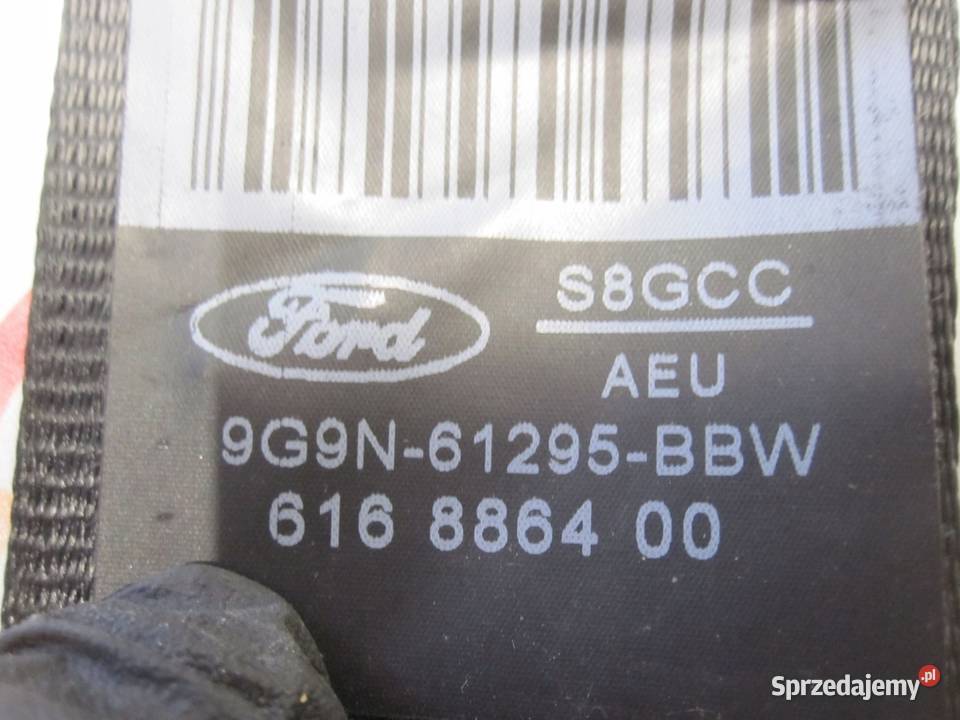 Ford
S8GCC
AEU
9G9N-61295-BBW
616 8864 00
Sprzedajemy.pl